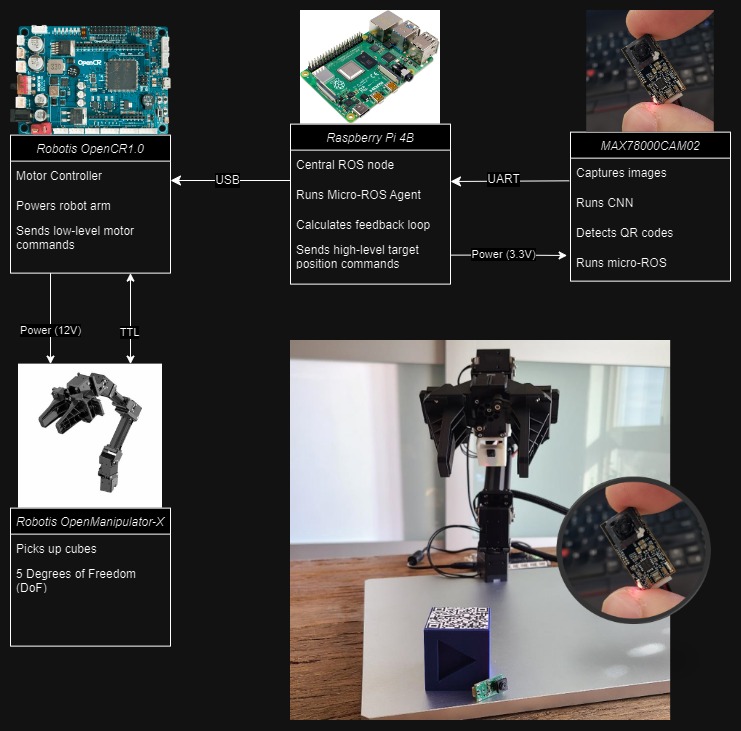 OpenCR
Robotis OpenCR1.0
Motor Controller
Powers robot arm
Sends low-level motor
commands
USB
Raspberry Pi 4B
Central ROS node
Runs Micro-ROS Agent
Calculates feedback loop
Sends high-level target
position commands
UART
Power (3.3V)
MAX78000CAM02
Captures images
Runs CNN
Detects QR codes
Runs micro-ROS
Power (12V)
TTL
Robotis OpenManipulator-X
Picks up cubes
5 Degrees of Freedom
(DoF)